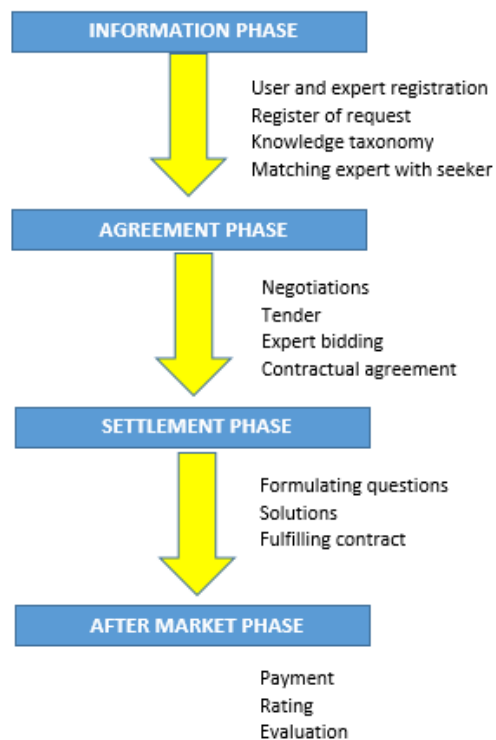 INFORMATION PHASE
User and expert registration
Register of request
Knowledge taxonomy
Matching expert with seeker
AGREEMENT PHASE
Negotiations
Tender
Expert bidding
Contractual agreement
SETTLEMENT PHASE
Formulating questions
Solutions
Fulfilling contract
AFTER MARKET PHASE
Payment
Rating
Evaluation